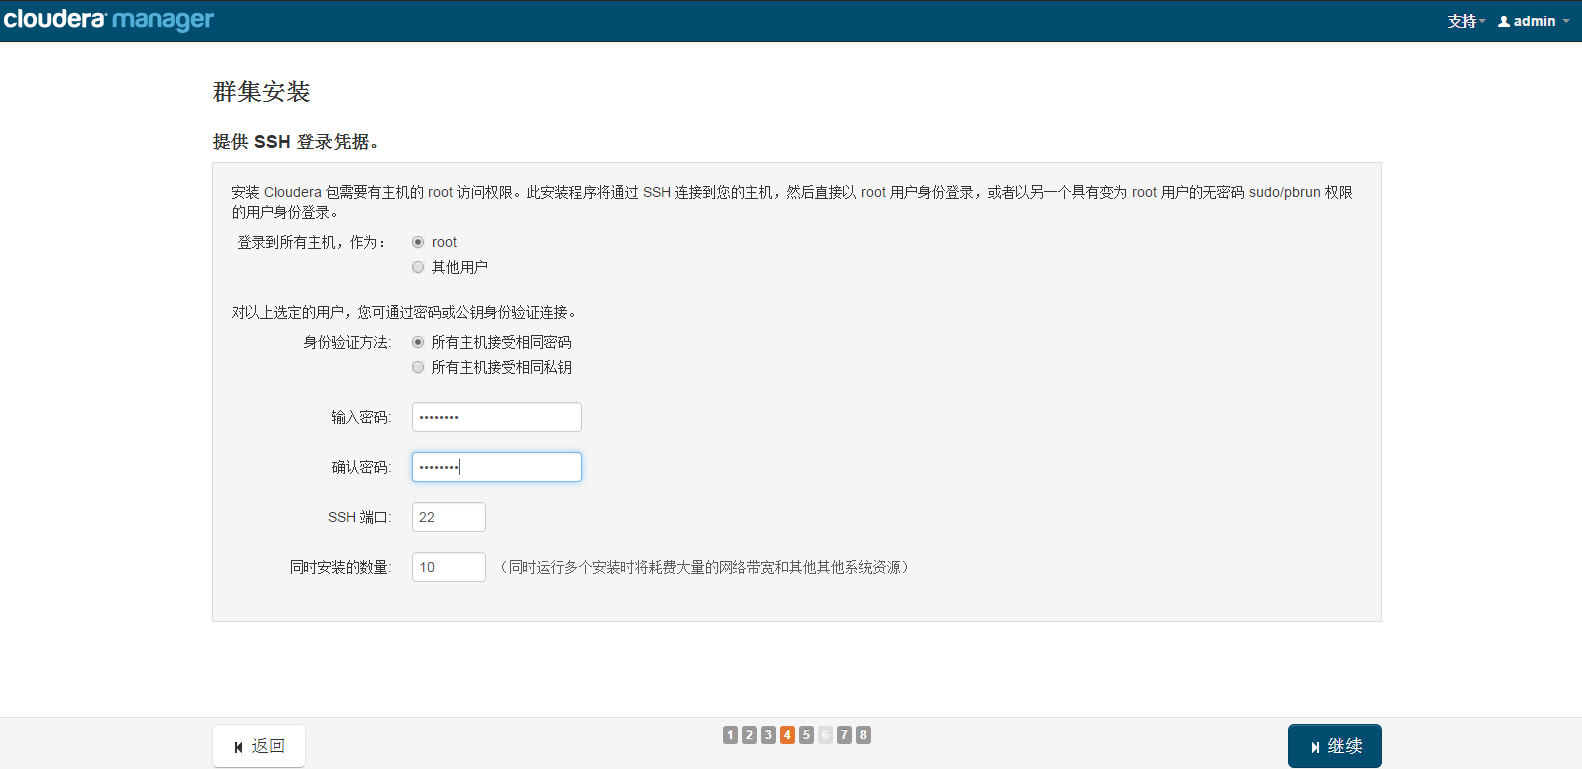 cloudera manager
支持 admin
群集安装
提供 SSH 登录凭据。
安装 Cloudera 包需要有主机的 root 访问权限。此安装程序将通过 SSH 连接到您的主机，然后直接以 root 用户身份登录，或者以另一个具有变为 root 用户的无密码 sudo/pbrun 权限
的用户身份登录。
登录到所有主机，作为： root
其他用户
对以上选定的用户，您可通过密码或公钥身份验证连接。
身份验证方法: 所有主机接受相同密码
所有主机接受相同私钥
输入密码: ••••••••
确认密码: ••••••••
SSH 端口: 22
同时安装的数量: 10 （同时运行多个安装时将耗费大量的网络带宽和其他其他系统资源）
返回 1 2 3 4 5 6 7 8 继续